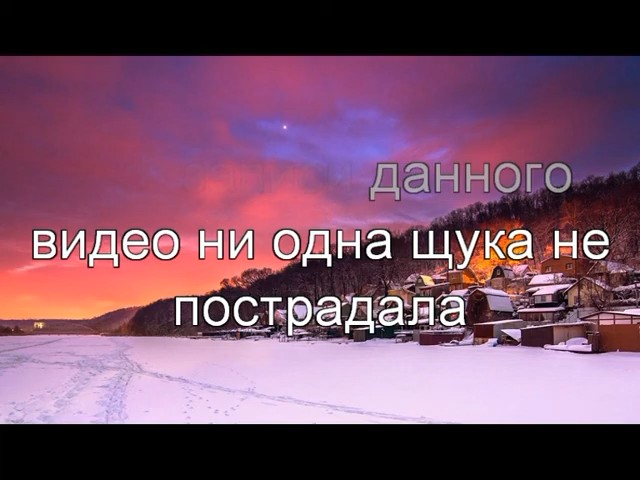 данного
видео ни одна щука не
пострадала